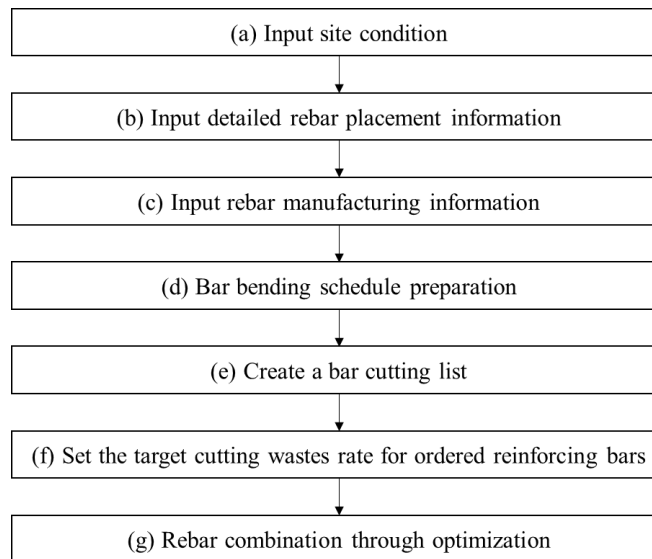 (a) Input site condition
(b) Input detailed rebar placement information
(c) Input rebar manufacturing information
(d) Bar bending schedule preparation
(e) Create a bar cutting list
(f) Set the target cutting wastes rate for ordered reinforcing bars
(g) Rebar combination through optimization